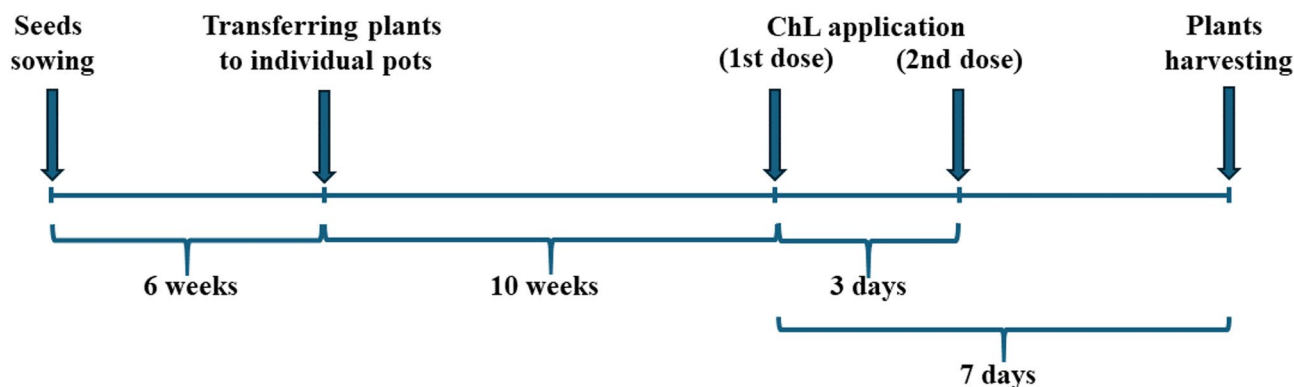 Seeds
sowing
Transferring plants
to individual pots
ChL application
(1st dose)
(2nd dose)
Plants
harvesting
6 weeks
10 weeks
3 days
7 days